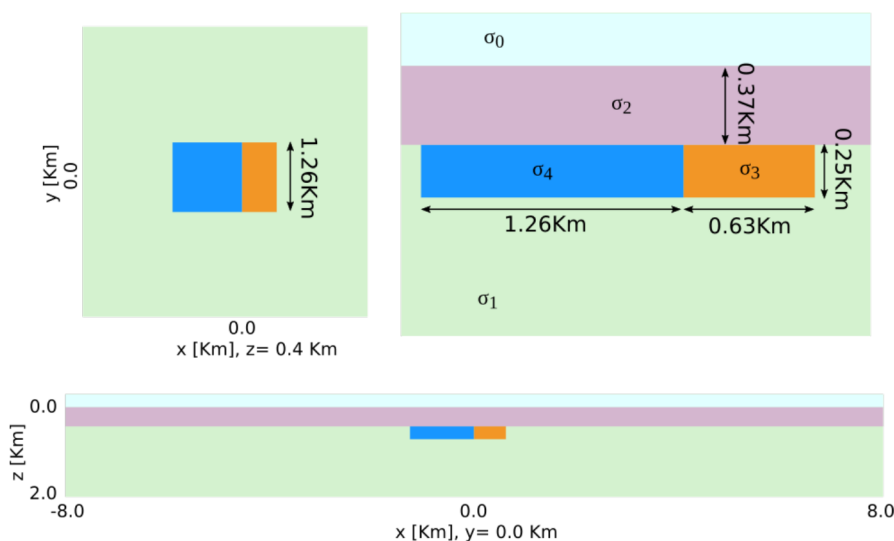 y [Km]
0.0
1.26Km
0.0
x [Km], z= 0.4 Km
σ0
σ2
0.37Km
σ4
σ3
0.25Km
1.26Km
0.63Km
σ1
0.0
z [Km]
2.0
-8.0
0.0
8.0
x [Km], y= 0.0 Km